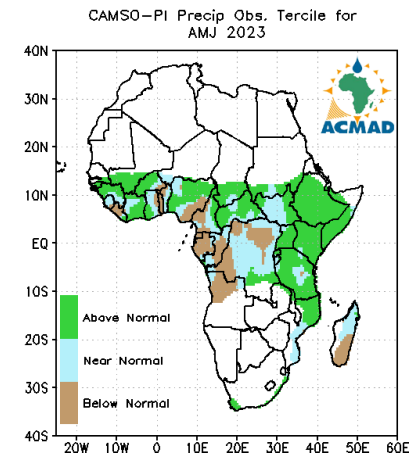 CAMSO-PI Precip Obs. Tercile for
AMJ 2023
40N
30N
20N
10N
EQ
10S
20S
30S
40S
ACMAD
Above Normal
Near Normal
Below Normal
20W 10W 0 10E 20E 30E 40E 50E 60E